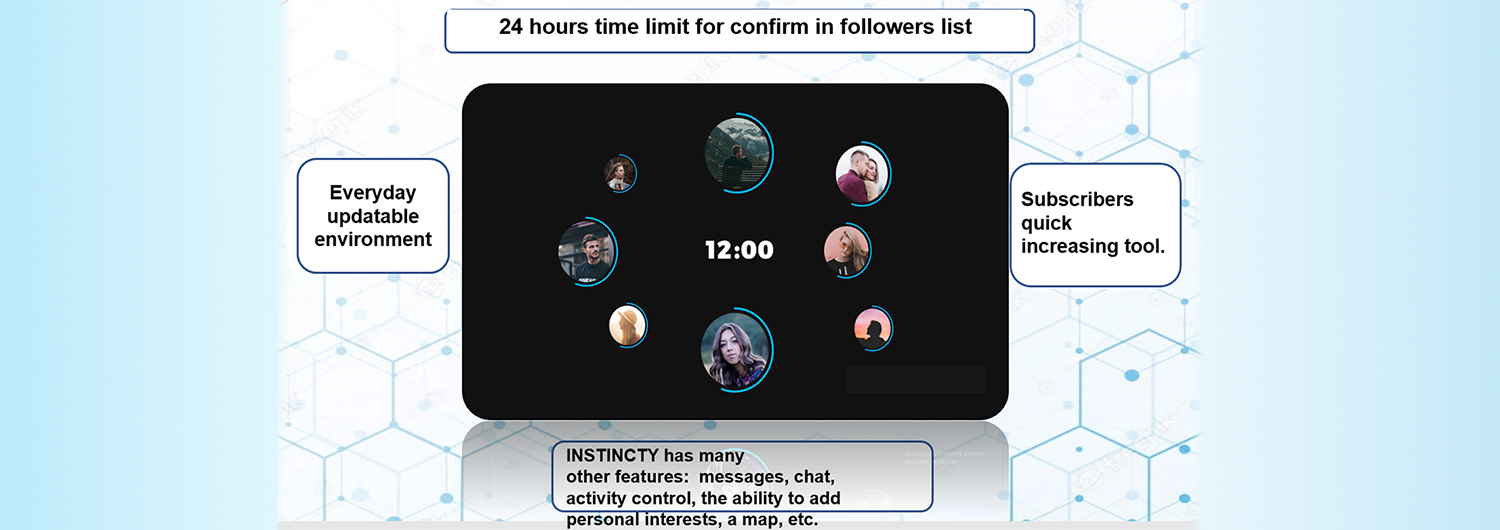 24 hours time limit for confirm in followers list
Everyday
updatable
environment
12:00
Subscribers
quick
increasing tool.
INSTINCTY has many
other features:  messages, chat,
activity control, the ability to add
personal interests, a map, etc.